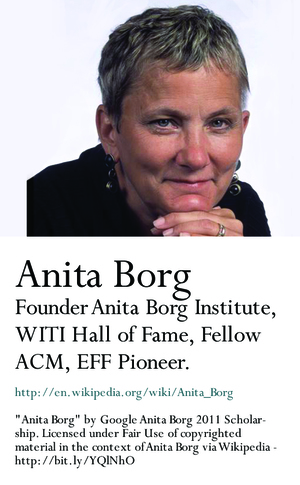 Anita Borg
Founder Anita Borg Institute,
WITI Hall of Fame, Fellow
ACM, EFF Pioneer.
http://en.wikipedia.org/wiki/Anita_Borg
"Anita Borg" by Google Anita Borg 2011 Scholar-
ship. Licensed under Fair Use of copyrighted
material in the context of Anita Borg via Wikipedia -
http://bit.ly/YQlNhO